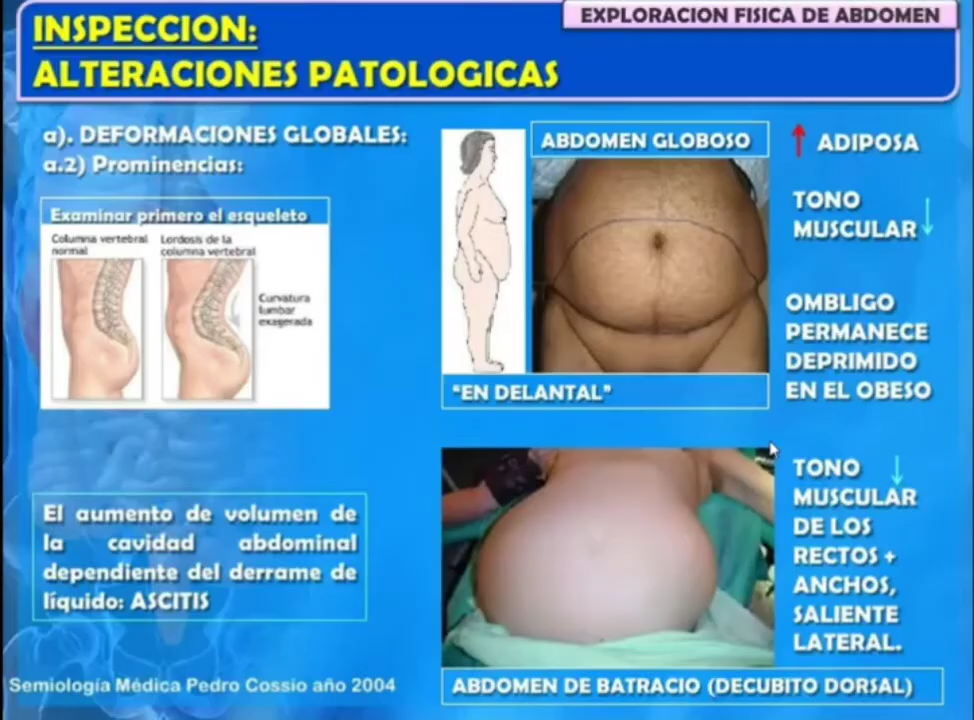 EXPLORACION FISICA DE ABDOMEN
INSPECCION:
ALTERACIONES PATOLOGICAS
a). DEFORMACIONES GLOBALES:
a.2) Prominencias:
Examinar primero el esqueleto
Columna vertebral
normal
Lordosis de la
columna vertebral
Curvatura
lumbar
exagerada
ABDOMEN GLOBOSO
"EN DELANTAL"
ADIPOSA
TONO
MUSCULAR
OMBLIGO
PERMANECE
DEPRIMIDO
EN EL OBESO
El aumento de volumen de
la cavidad abdominal
dependiente del derrame de
líquido: ASCITIS
TONO
MUSCULAR
DE LOS
RECTOS +
ANCHOS,
SALIENTE
LATERAL.
ABDOMEN DE BATRACIO (DECUBITO DORSAL)
Semiología Médica Pedro Cossio año 2004